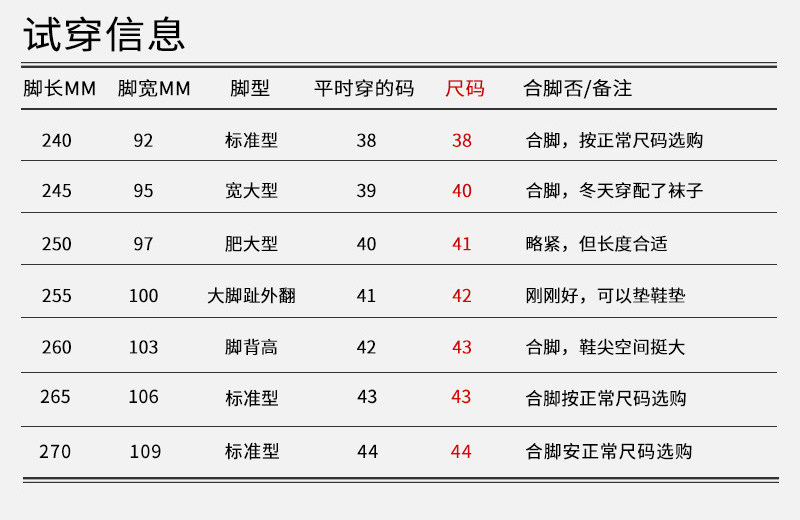 试穿信息
脚长MM 脚宽MM 脚型 平时穿的码 尺码 合脚否/备注
240 92 标准型 38 38 合脚，按正常尺码选购
245 95 宽大型 39 40 合脚，冬天穿配了袜子
250 97 肥大型 40 41 略紧，但长度合适
255 100 大脚趾外翻 41 42 刚刚好，可以垫鞋垫
260 103 脚背高 42 43 合脚，鞋尖空间挺大
265 106 标准型 43 43 合脚按正常尺码选购
270 109 标准型 44 44 合脚安正常尺码选购